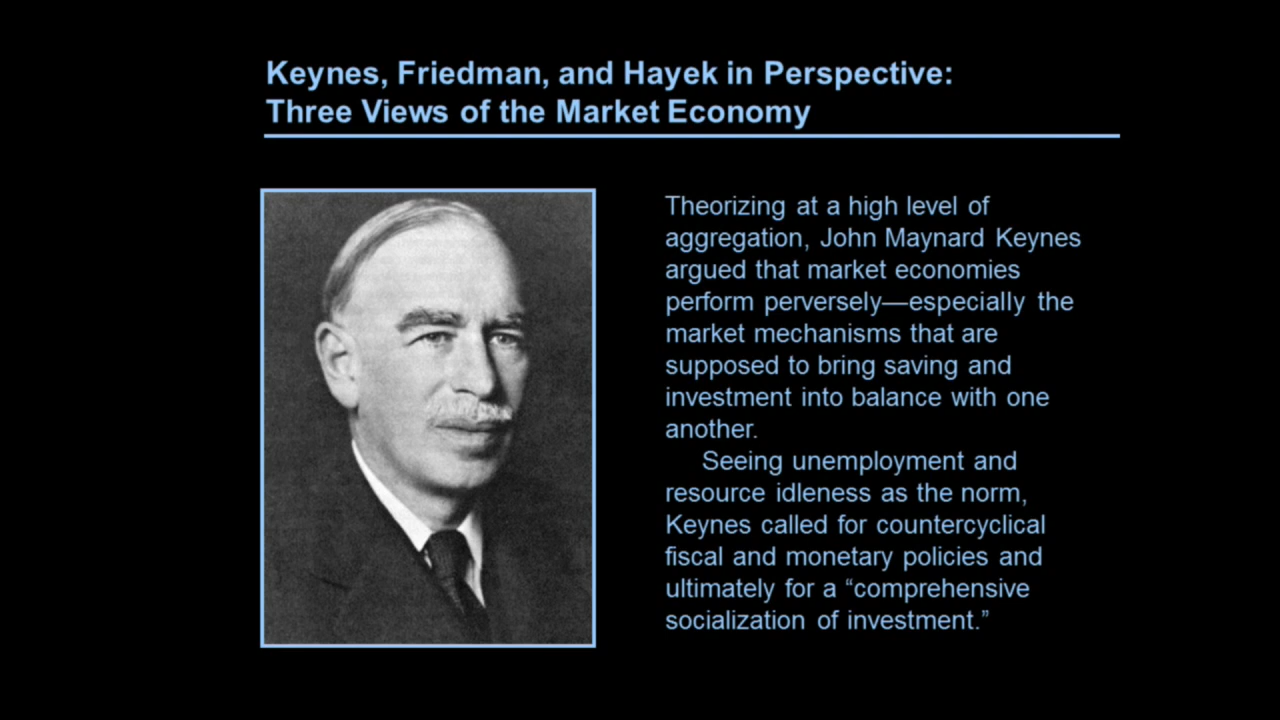 Keynes, Friedman, and Hayek in Perspective:
Three Views of the Market Economy
Theorizing at a high level of
aggregation, John Maynard Keynes
argued that market economies
perform perversely—especially the
market mechanisms that are
supposed to bring saving and
investment into balance with one
another.
Seeing unemployment and
resource idleness as the norm,
Keynes called for countercyclical
fiscal and monetary policies and
ultimately for a “comprehensive
socialization of investment.”